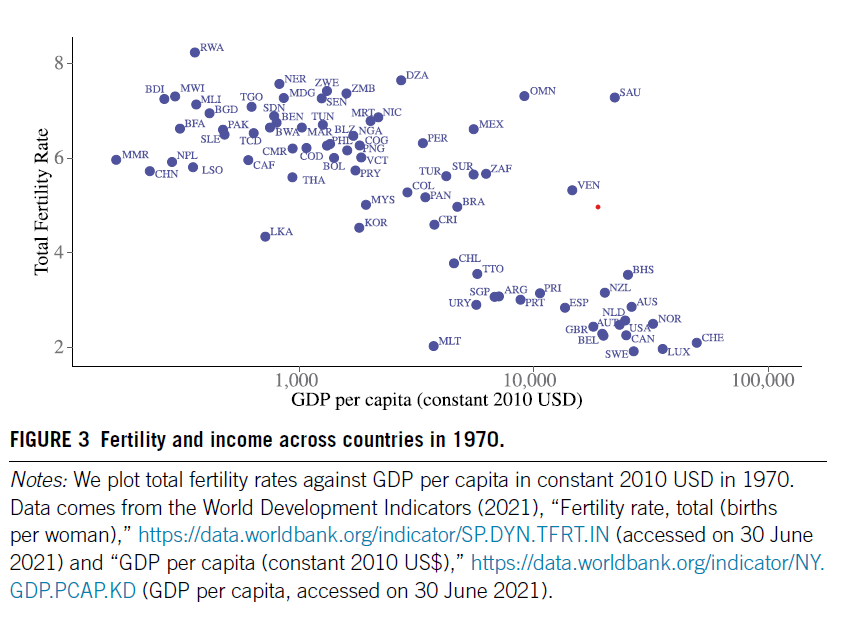 RWA
8
DZA
NER
ZWE
ZMB
BDI
MWI
MDG
SEN
OMN
SAU
MLI
TGO
BGD
SDN
BEN
TUN
MRT
NIC
BFA
PAK
SLE
TCD
BWA
MAR
BLZ
NGA
MEX
PHL
COG
PER
CMR
COD
PNG
6
MMR
NPL
CAF
BOL
VCT
CHN
LSO
THA
PRY
TUR
SUR
ZAF
COL
VEN
MYS
PAN
BRA
KOR
CRI
LKA
4
CHL
TTO
BHS
SGP
ARG
PRI
NZL
URY
PRT
ESP
AUS
NLD
NOR
GBR
AUT
USA
BEL
CAN
CHE
MLT
SWE
LUX
2
Total Fertility Rate
1,000 10,000 100,000
GDP per capita (constant 2010 USD)
FIGURE 3 Fertility and income across countries in 1970.
Notes: We plot total fertility rates against GDP per capita in constant 2010 USD in 1970.
Data comes from the World Development Indicators (2021), “Fertility rate, total (births
per woman),” https://data.worldbank.org/indicator/SP.DYN.TFRT.IN (accessed on 30 June
2021) and “GDP per capita (constant 2010 US$),” https://data.worldbank.org/indicator/NY.
GDP.PCAP.KD (GDP per capita, accessed on 30 June 2021).